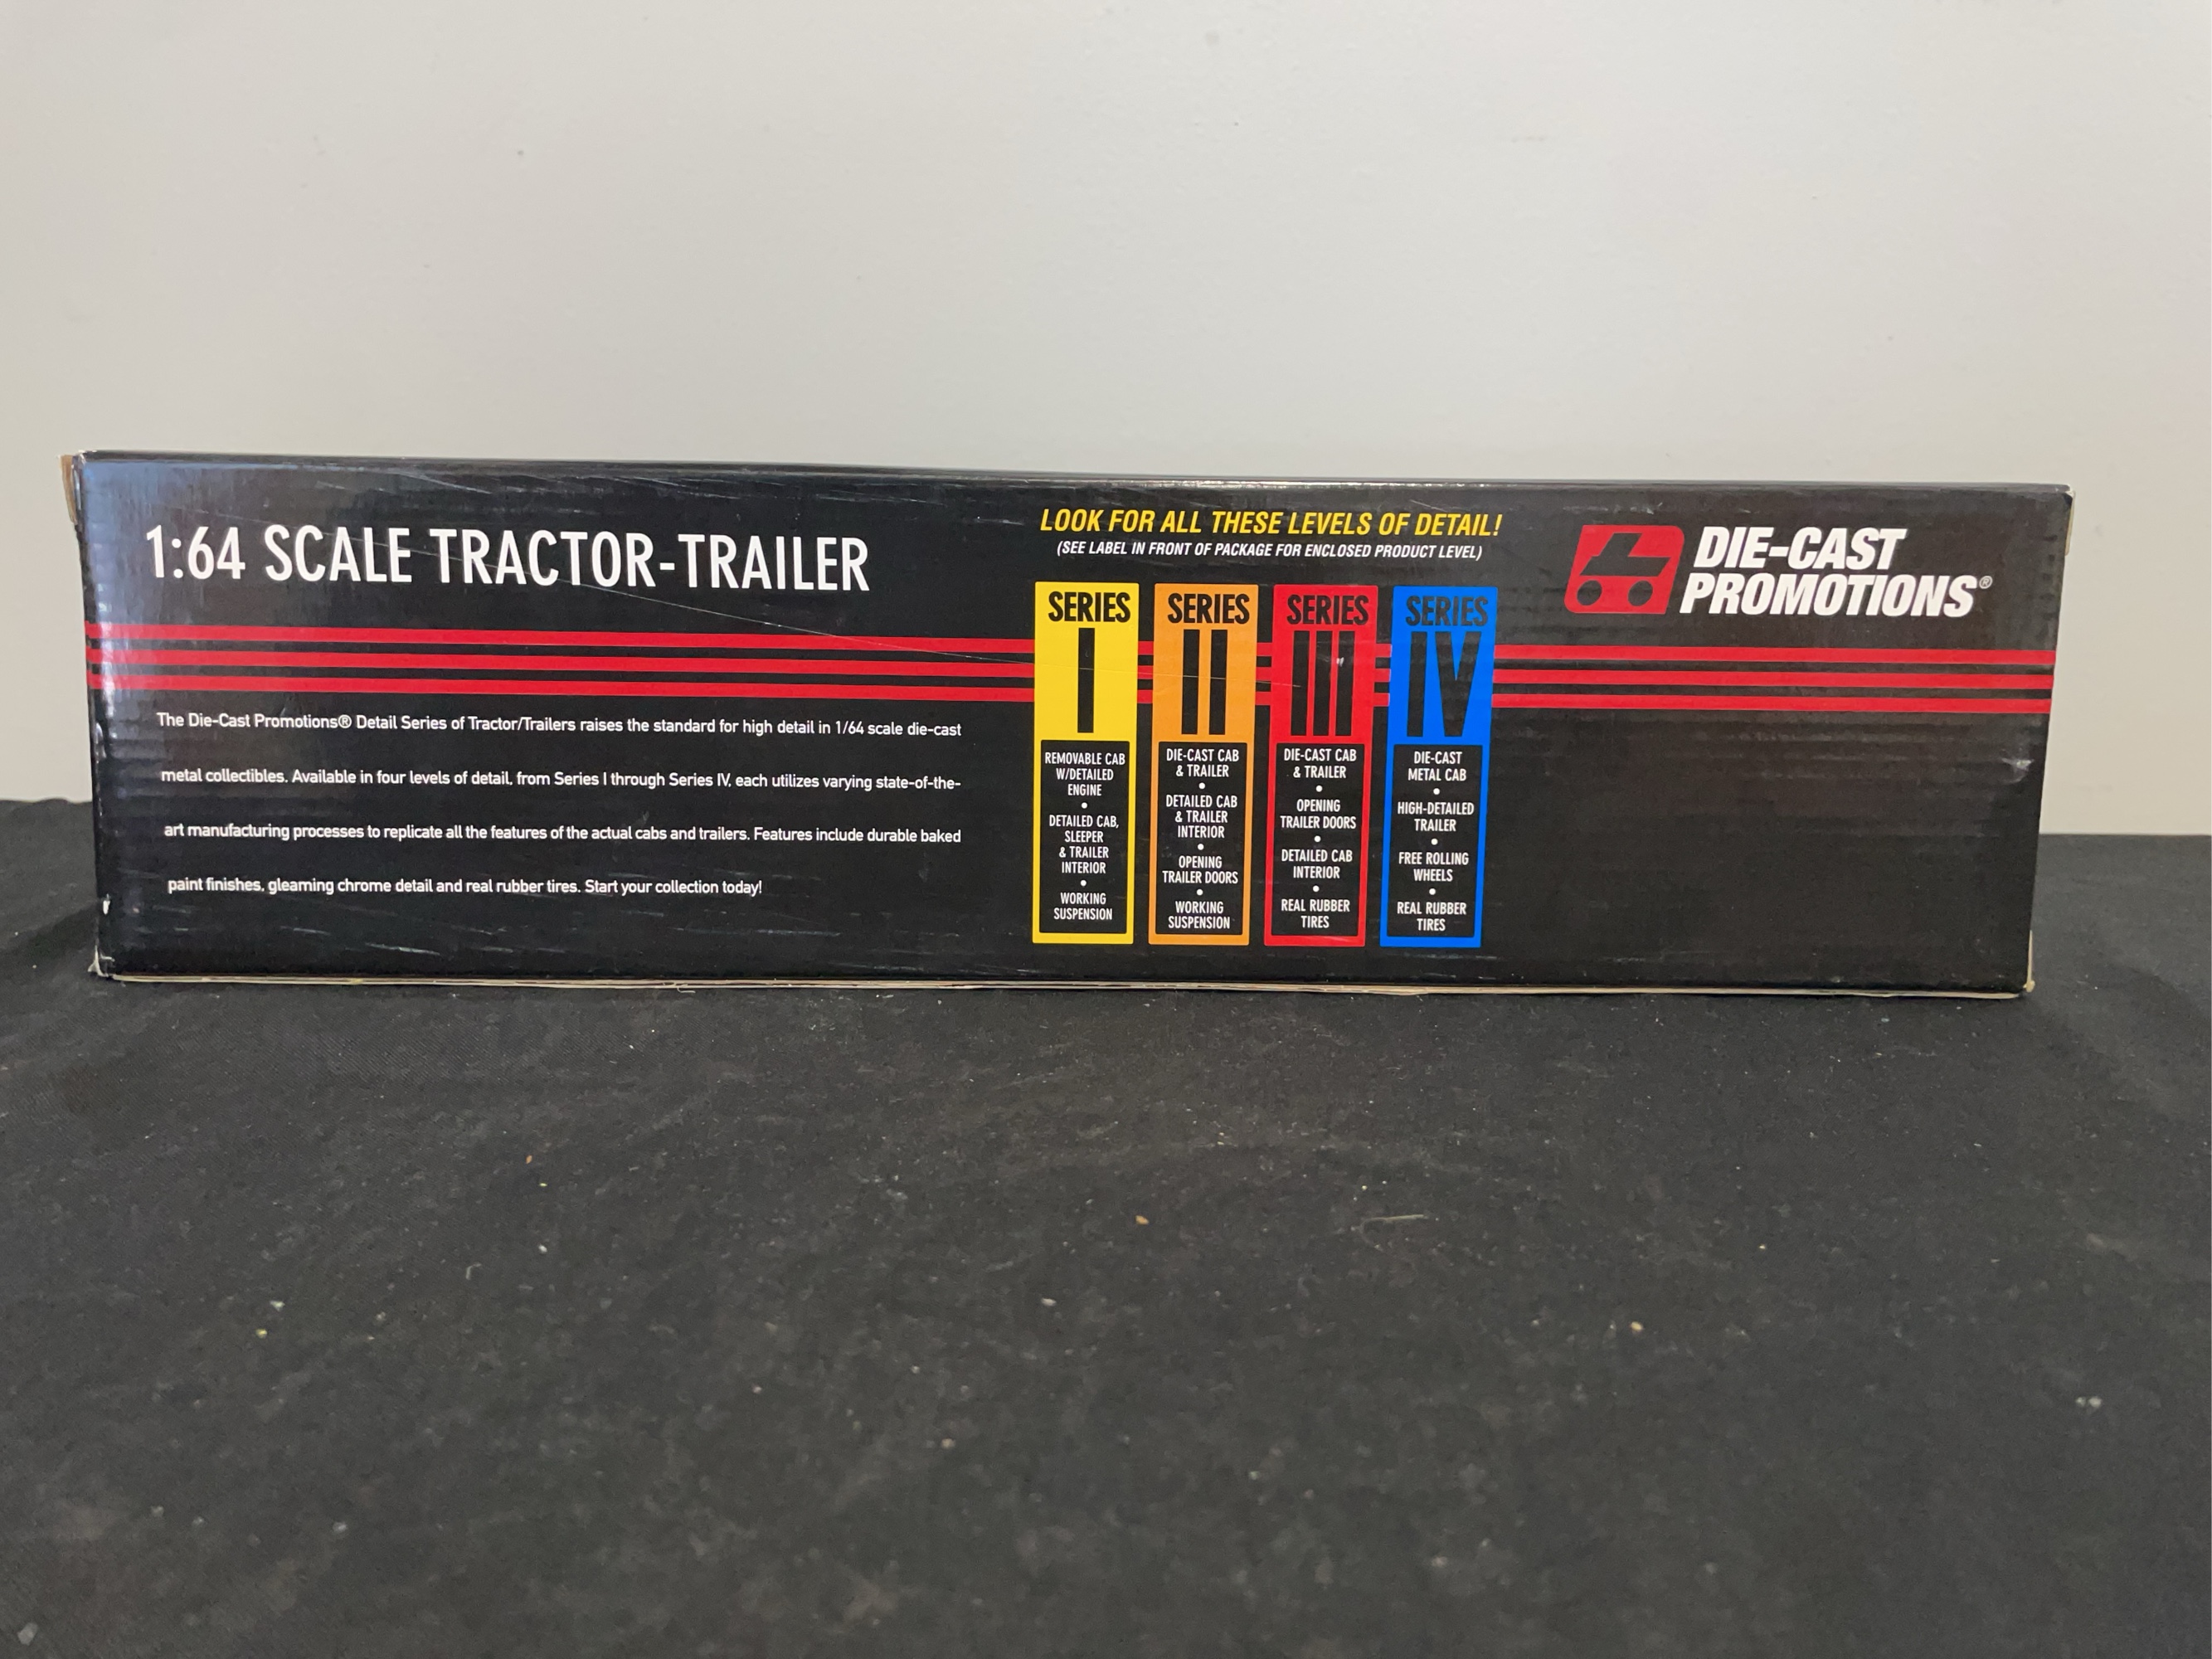 1:64 SCALE TRACTOR-TRAILER
The Die-Cast Promotions® Detail Series of Tractor/Trailers raises the standard for high detail in 1/64 scale die-cast
metal collectibles. Available in four levels of detail, from Series I through Series IV, each utilizes varying state-of-the-
art manufacturing processes to replicate all the features of the actual cabs and trailers. Features include durable baked
paint finishes, gleaming chrome detail and real rubber tires. Start your collection today!
LOOK FOR ALL THESE LEVELS OF DETAIL!
(SEE LABEL IN FRONT OF PACKAGE FOR ENCLOSED PRODUCT LEVEL)
SERIES
I
REMOVABLE CAB
W/DETAILED
ENGINE
•
DETAILED CAB,
SLEEPER
& TRAILER
INTERIOR
•
WORKING
SUSPENSION
SERIES
II
DIE-CAST CAB
& TRAILER
•
DETAILED CAB
& TRAILER
INTERIOR
•
OPENING
TRAILER DOORS
•
WORKING
SUSPENSION
SERIES
III
DIE-CAST CAB
& TRAILER
•
OPENING
TRAILER DOORS
•
DETAILED CAB
INTERIOR
•
REAL RUBBER
TIRES
SERIES
IV
DIE-CAST
METAL CAB
•
HIGH-DETAILED
TRAILER
•
FREE ROLLING
WHEELS
•
REAL RUBBER
TIRES
DIE-CAST
PROMOTIONS®